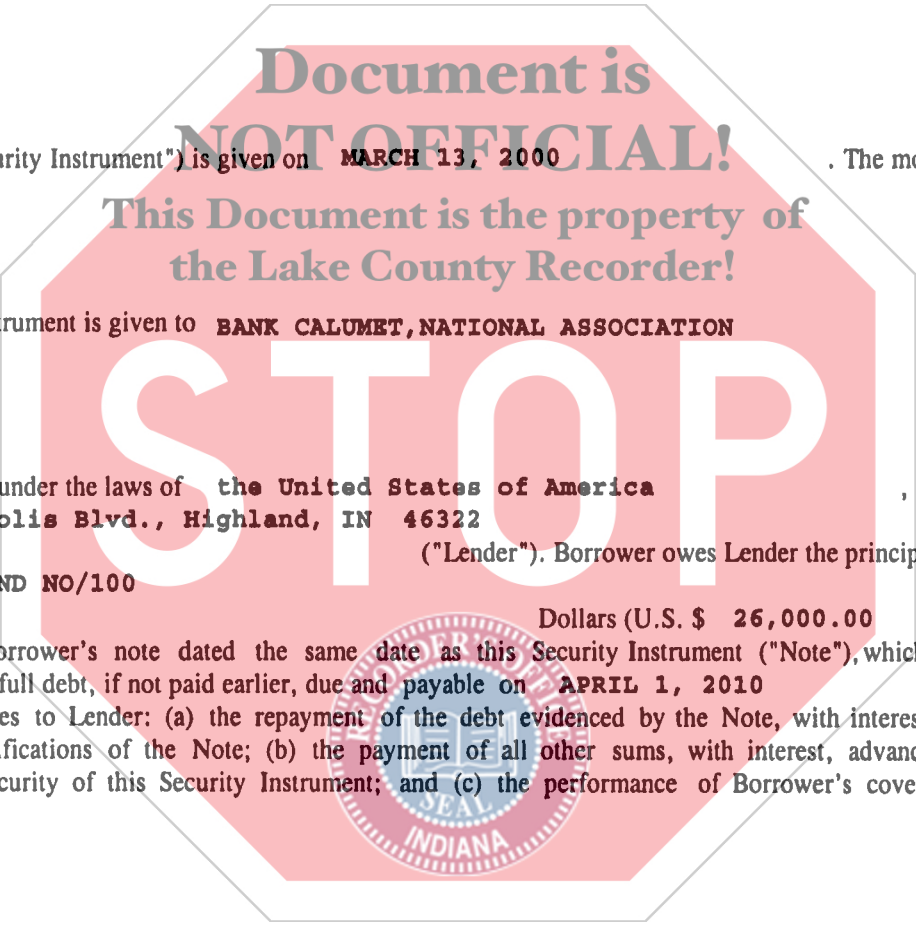 Document is
NOT OFFICIAL!
urity Instrument") is given on MARCH 13, 2000 . The mo
This Document is the property of
the Lake County Recorder!
rument is given to BANK CALUMET,NATIONAL ASSOCIATION
STOP
under the laws of the United States of America ,
olis Blvd., Highland, IN 46322
("Lender"). Borrower owes Lender the princip
ND NO/100
Dollars (U.S. $ 26,000.00
orrower's note dated the same date as this Security Instrument ("Note"), which
full debt, if not paid earlier, due and payable on APRIL 1, 2010
es to Lender: (a) the repayment of the debt evidenced by the Note, with interes
ifications of the Note; (b) the payment of all other sums, with interest, advanc
curity of this Security Instrument; and (c) the performance of Borrower's cove
RECORDER'S OFFICE
SEAL
INDIANA